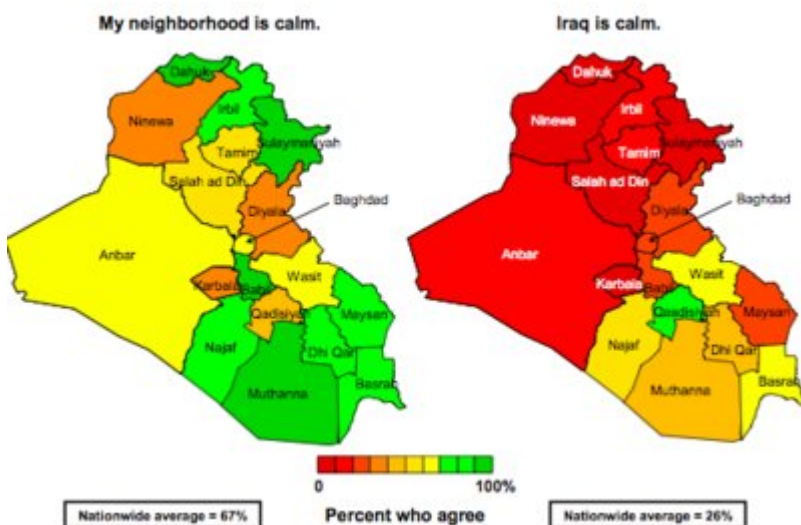 My neighborhood is calm.
Dahuk
Irbil
Ninewa
Sulaymaniyah
Tamim
Salah ad Din
Diyala
Baghdad
Anbar
Wasit
Karbala
Babil
Qadisiyah
Maysan
Najaf
Dhi Qar
Basrah
Muthanna
Iraq is calm.
Dahuk
Irbil
Ninewa
Sulaymaniyah
Tamim
Salah ad Din
Diyala
Baghdad
Anbar
Wasit
Karbala
Babil
Qaadisiyah
Maysan
Najaf
Dhi Qar
Basrah
Muthanna
0 100%
Nationwide average = 67%
Percent who agree
Nationwide average = 26%